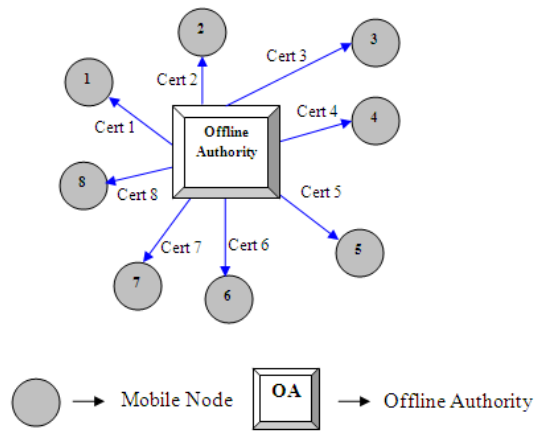 2
3
Cert 3
1
Cert 2
Cert 4
4
Cert 1
Offline
Authority
8
Cert 8
Cert 5
Cert 7
Cert 6
5
7
6
Mobile Node
OA
Offline Authority